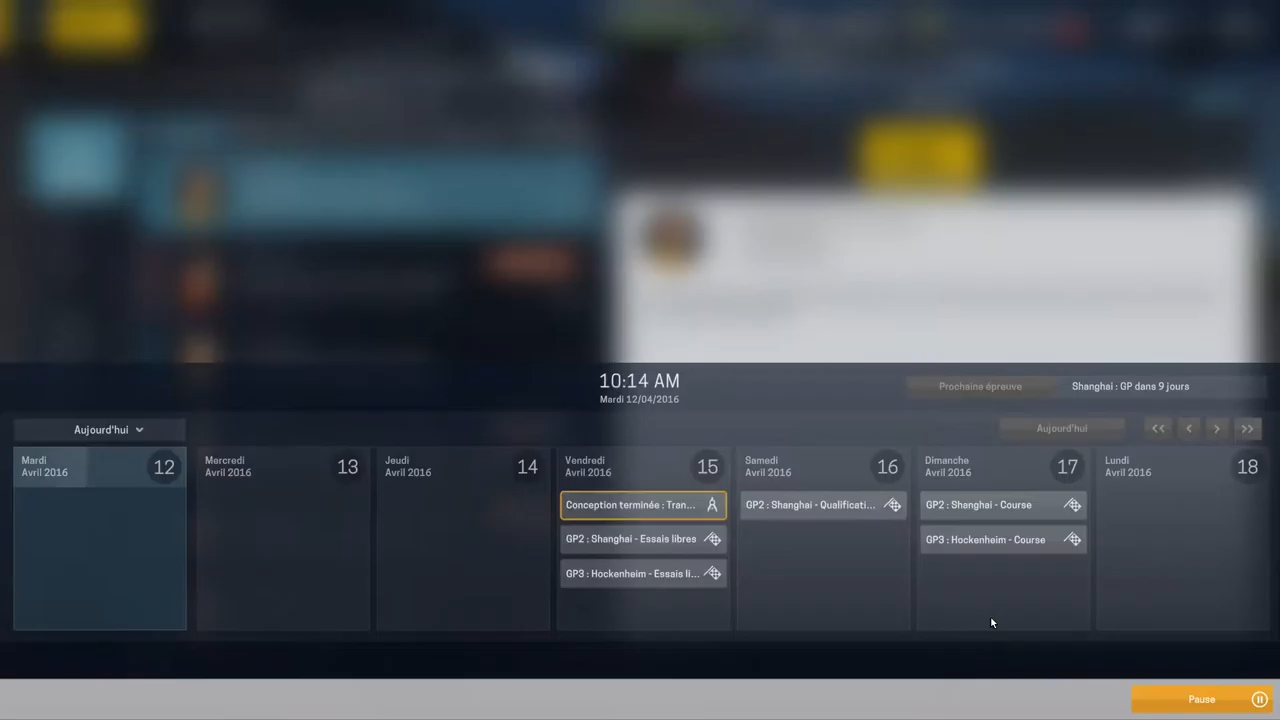 10:14 AM
Mardi 12/04/2016
Prochaine épreuve
Shanghai : GP dans 9 jours
Aujourd'hui
Aujourd'hui
Mardi
Avril 2016
12
Mercredi
Avril 2016
13
Jeudi
Avril 2016
14
Vendredi
Avril 2016
15
Conception terminée : Tran...
GP2 : Shanghai - Essais libres
GP3 : Hockenheim - Essais li...
Samedi
Avril 2016
16
GP2 : Shanghai - Qualificati...
Dimanche
Avril 2016
17
GP2 : Shanghai - Course
GP3 : Hockenheim - Course
Lundi
Avril 2016
18
Pause